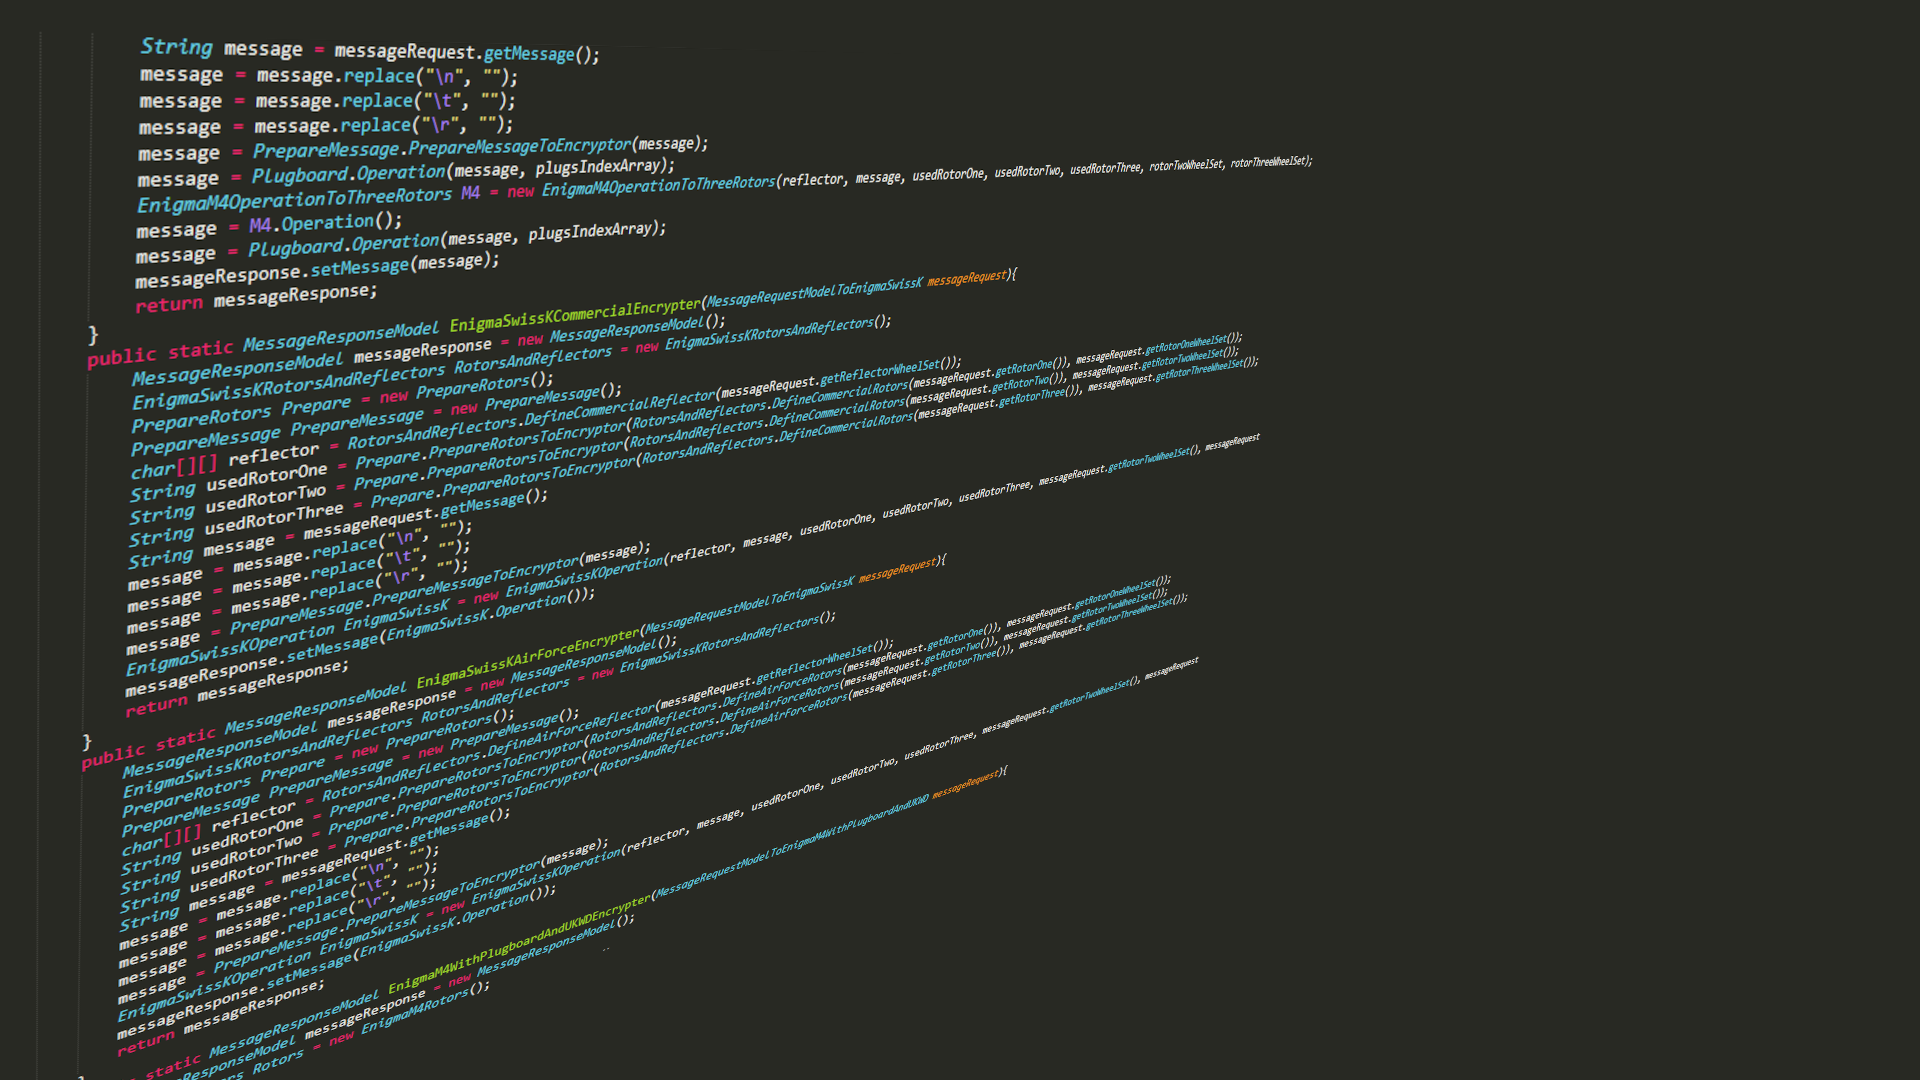 String message = messageRequest.getMessage();
message = message.replace("\n", "");
message = message.replace("\t", "");
message = message.replace("\r", "");
message = PrepareMessage.PrepareMessageToEncryptor(message);
message = Plugboard.Operation(message, plugsIndexArray);
EnigmaM4OperationToThreeRotors M4 = new EnigmaM4OperationToThreeRotors(reflector, message, usedRotorOne, usedRotorTwo, usedRotorThree, rotorTwoWheelSet, rotorThreeWheelSet);
message = M4.Operation();
message = Plugboard.Operation(message, plugsIndexArray);
messageResponse.setMessage(message);
return messageResponse;
}
public static MessageResponseModel EnigmaSwissKCommercialEncrypter(MessageRequestModelToEnigmaSwissK messageRequest){
MessageResponseModel messageResponse = new MessageResponseModel();
EnigmaSwissKRotorsAndReflectors RotorsAndReflectors = new EnigmaSwissKRotorsAndReflectors();
PrepareRotors Prepare = new PrepareRotors();
PrepareMessage PrepareMessage = new PrepareMessage();
char[][] reflector = RotorsAndReflectors.DefineCommercialReflector(messageRequest.getReflectorWheelSet());
String usedRotorOne = Prepare.PrepareRotorsToEncryptor(RotorsAndReflectors.DefineCommercialRotors(messageRequest.getRotorOne()), messageRequest.getRotorOneWheelSet());
String usedRotorTwo = Prepare.PrepareRotorsToEncryptor(RotorsAndReflectors.DefineCommercialRotors(messageRequest.getRotorTwo()), messageRequest.getRotorTwoWheelSet());
String usedRotorThree = Prepare.PrepareRotorsToEncryptor(RotorsAndReflectors.DefineCommercialRotors(messageRequest.getRotorThree()), messageRequest.getRotorThreeWheelSet());
String message = messageRequest.getMessage();
message = message.replace("\n", "");
message = message.replace("\t", "");
message = message.replace("\r", "");
message = PrepareMessage.PrepareMessageToEncryptor(message);
EnigmaSwissKOperation EnigmaSwissK = new EnigmaSwissKOperation(reflector, message, usedRotorOne, usedRotorTwo, usedRotorThree, messageRequest.getRotorTwoWheelSet(), messageRequest
messageResponse.setMessage(EnigmaSwissK.Operation());
return messageResponse;
}
public static MessageResponseModel EnigmaSwissKAirForceEncrypter(MessageRequestModelToEnigmaSwissK messageRequest){
MessageResponseModel messageResponse = new MessageResponseModel();
EnigmaSwissKRotorsAndReflectors RotorsAndReflectors = new EnigmaSwissKRotorsAndReflectors();
PrepareRotors Prepare = new PrepareRotors();
PrepareMessage PrepareMessage = new PrepareMessage();
char[][] reflector = RotorsAndReflectors.DefineAirForceReflector(messageRequest.getReflectorWheelSet());
String usedRotorOne = Prepare.PrepareRotorsToEncryptor(RotorsAndReflectors.DefineAirForceRotors(messageRequest.getRotorOne()), messageRequest.getRotorOneWheelSet());
String usedRotorTwo = Prepare.PrepareRotorsToEncryptor(RotorsAndReflectors.DefineAirForceRotors(messageRequest.getRotorTwo()), messageRequest.getRotorTwoWheelSet());
String usedRotorThree = Prepare.PrepareRotorsToEncryptor(RotorsAndReflectors.DefineAirForceRotors(messageRequest.getRotorThree()), messageRequest.getRotorThreeWheelSet());
String message = messageRequest.getMessage();
message = message.replace("\n", "");
message = message.replace("\t", "");
message = message.replace("\r", "");
message = PrepareMessage.PrepareMessageToEncryptor(message);
EnigmaSwissKOperation EnigmaSwissK = new EnigmaSwissKOperation(reflector, message, usedRotorOne, usedRotorTwo, usedRotorThree, messageRequest.getRotorTwoWheelSet(), messageRequest
messageResponse.setMessage(EnigmaSwissK.Operation());
return messageResponse;
static MessageResponseModel EnigmaM4WithPlugboardAndUKWDEncrypter(MessageRequestModelToEnigmaM4WithPlugboardAndUKWD messageRequest){
messageResponse = new MessageResponseModel();
Rotors = new EnigmaM4Rotors();